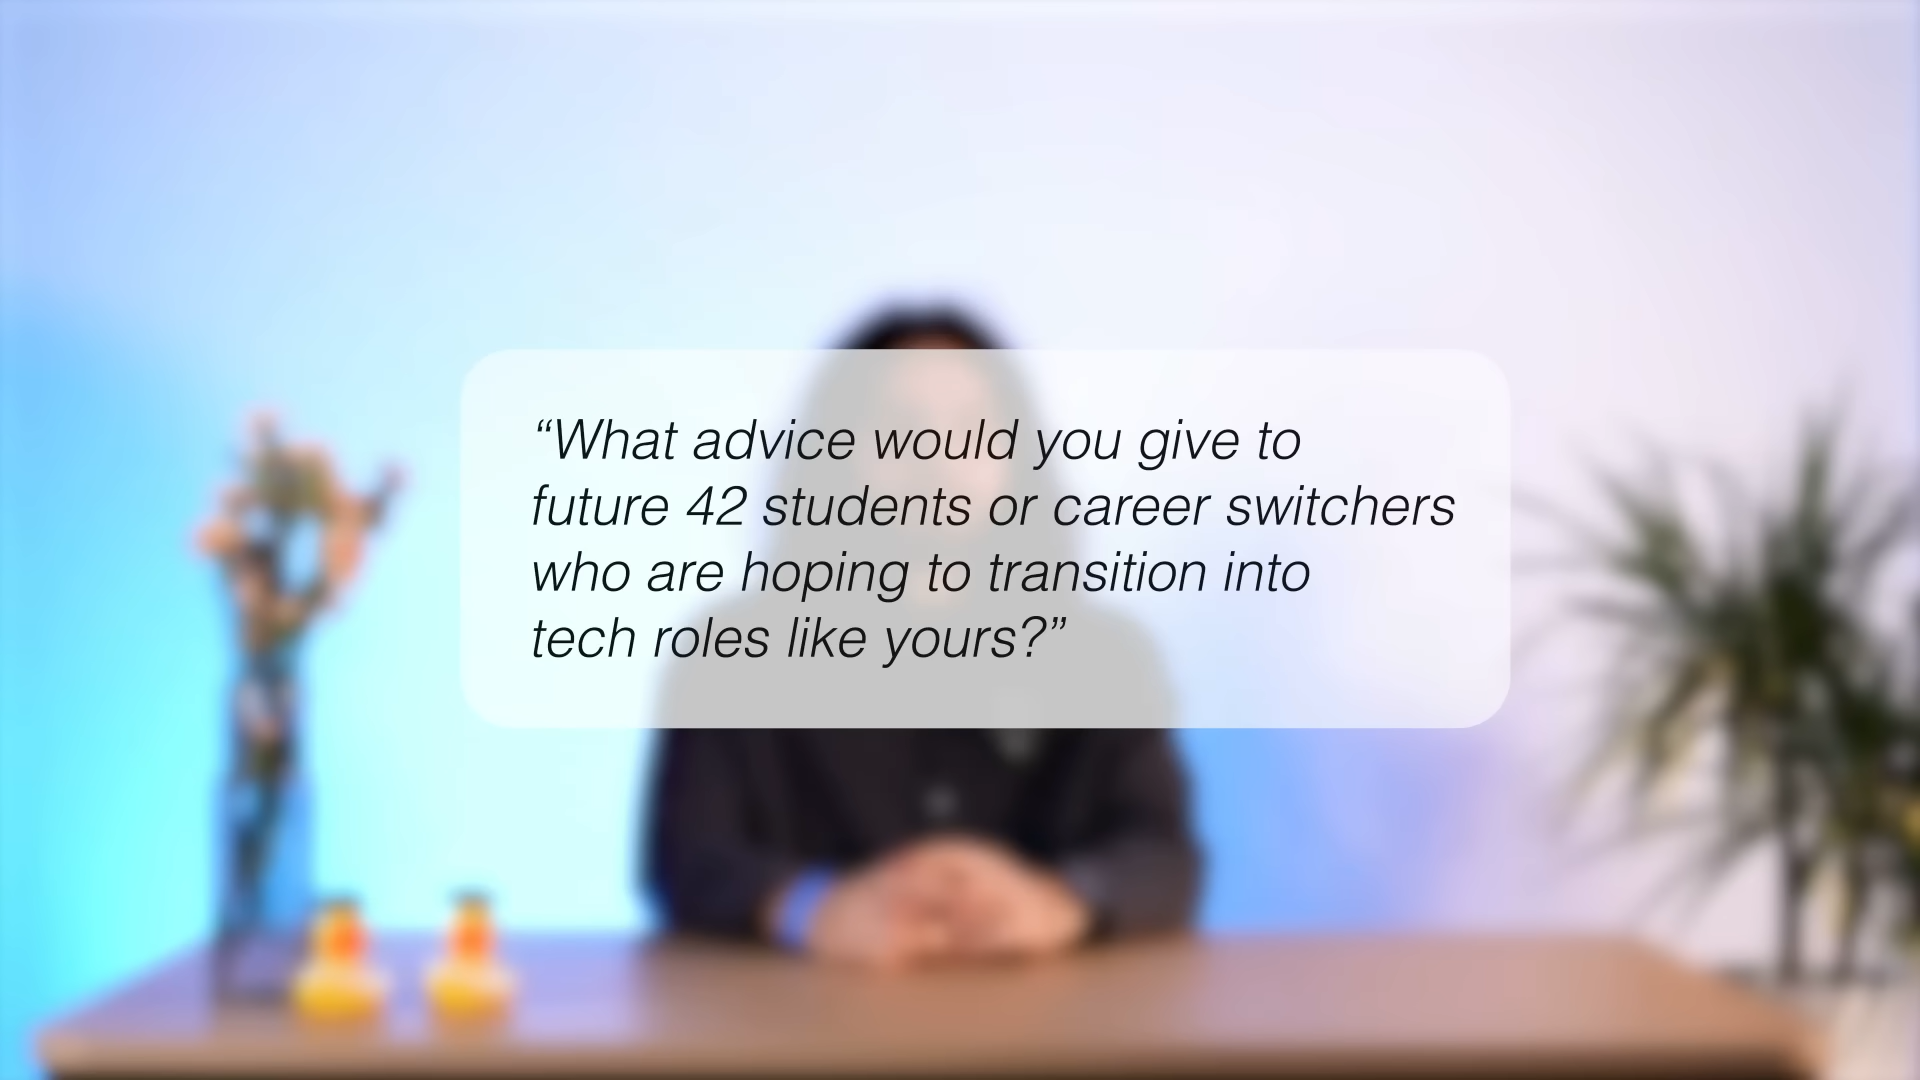 “What advice would you give to
future 42 students or career switchers
who are hoping to transition into
tech roles like yours?”